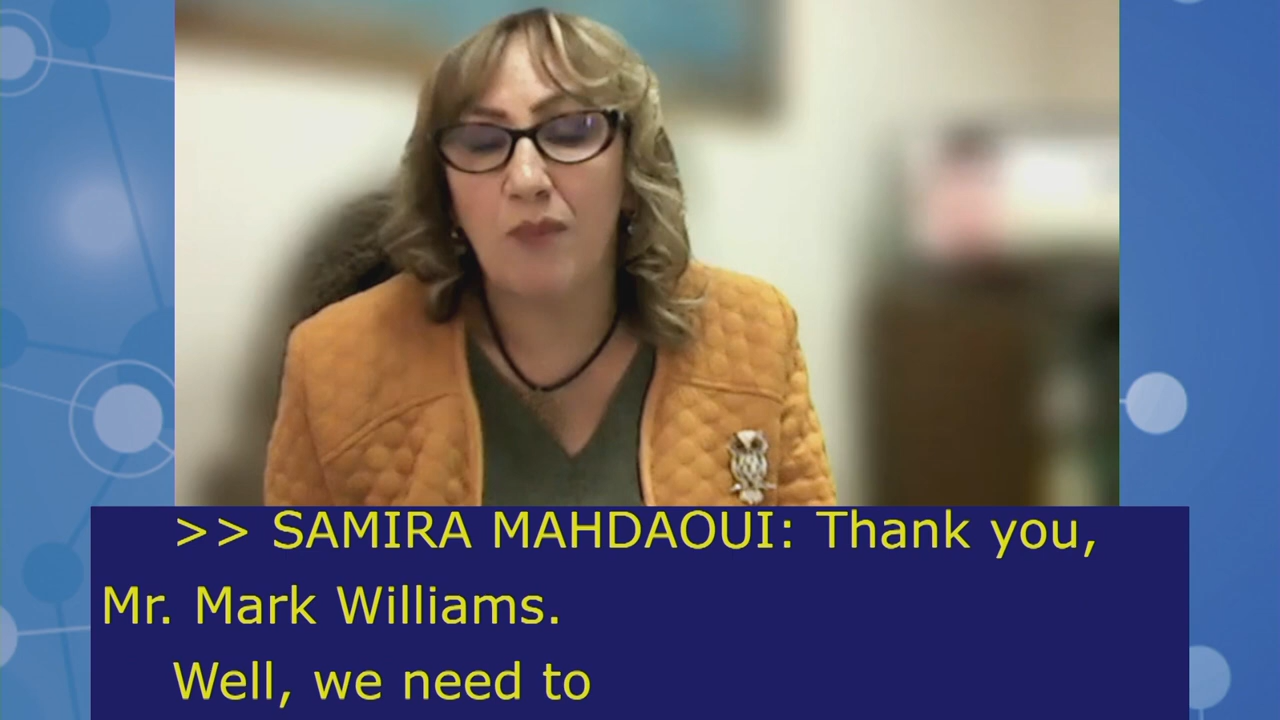 >> SAMIRA MAHDAOUI: Thank you,
Mr. Mark Williams.
Well, we need to